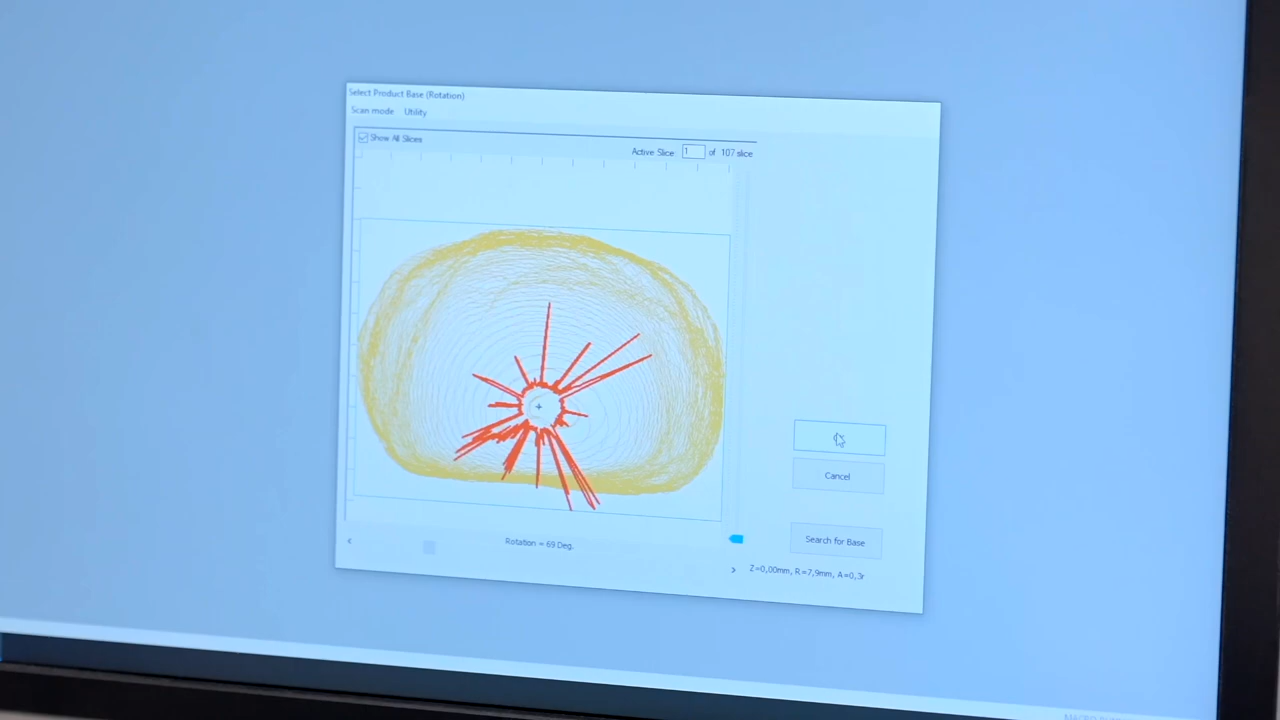 Select Product Base (Rotation)
Scan mode Utility
Show All Slices
Active Slice: 1 of 107 slice
Cancel
Rotation = 69 Deg.
Search for Base
Z=0,00mm, R=7,9mm, A=0,3r